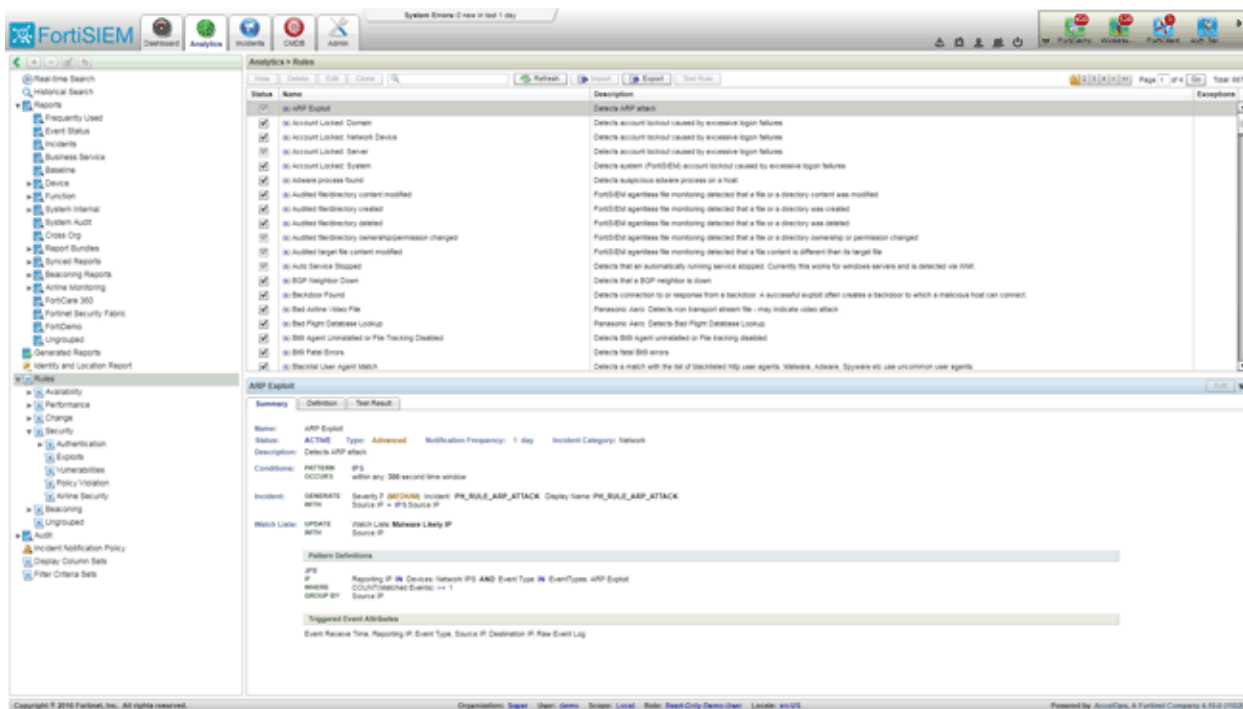 System Errors: 0 new in last 1 day
FortiSIEM
Dashboard
Analytics
Incidents
CMDB
Admin
FortiDemo
Analytics > Rules
New
Delete
Edit
Clone
Refresh
Import
Export
Test Rule
Page 1 of 4 Go
Status Name Description Exceptions
Real-time Search
Historical Search
Reports
Frequently Used
Event Status
Incidents
Business Service
Baseline
Device
Function
System Internal
System Audit
Cross Org
Report Bundles
Synced Reports
Beaconing Reports
Airline Monitoring
FortiCare 360
Fortinet Security Fabric
FortiDemo
Ungrouped
Generated Reports
Identity and Location Report
Rules
Availability
Performance
Change
Security
Authentication
Exploits
Vulnerabilities
Policy Violation
Airline Security
Beaconing
Ungrouped
Audit
Incident Notification Policy
Display Column Sets
Filter Criteria Sets
ARP Exploit Detects ARP attack
Account Locked: Domain Detects account lockout caused by excessive logon failures
Account Locked: Network Device Detects account lockout caused by excessive logon failures
Account Locked: Server Detects account lockout caused by excessive logon failures
Account Locked: System Detects system (FortiSIEM) account lockout caused by excessive logon failures
Adware process found Detects suspicious adware process on a host
Audited file/directory content modified FortiSIEM agentless file monitoring detected that a file or a directory content was modified
Audited file/directory created FortiSIEM agentless file monitoring detected that a file or a directory was created
Audited file/directory deleted FortiSIEM agentless file monitoring detected that a file or a directory was deleted
Audited file/directory ownership/permission changed FortiSIEM agentless file monitoring detected that a file or a directory ownership or permission changed
Audited target file content modified FortiSIEM agentless file monitoring detected that a file content is different than its target file
Auto Service Stopped Detects that an automatically running service stopped. Currently this works for windows servers and is detected via WMI.
BGP Neighbor Down Detects that a BGP neighbor is down
Backdoor Found Detects connection to or response from a backdoor. A successful exploit often creates a backdoor to which a malicious host can connect.
Bad Airline Video File Panasonic Aero: Detects non transport stream file - may indicate video attack
Bad Flight Database Lookup Panasonic Aero: Detects Bad Flight Database Lookup
Bit9 Agent Uninstalled or File Tracking Disabled Detects Bit9 Agent uninstalled or File tracking disabled
Bit9 Fatal Errors Detects fatal Bit9 errors.
Blacklist User Agent Match Detects a match with the list of blacklisted http user agents. Malware, Adware, Spyware etc use uncommon user agents.
ARP Exploit
Edit
Summary
Definition
Test Result
Name: ARP Exploit
Status: ACTIVE Type: Advanced Notification Frequency: 1 day Incident Category: Network
Description: Detects ARP attack
Conditions: PATTERN IPS
OCCURS within any 300 second time window
Incident: GENERATE Severity 7 (MEDIUM) Incident PH_RULE_ARP_ATTACK Display Name PH_RULE_ARP_ATTACK
WITH Source IP = IPS.Source IP
Watch Lists: UPDATE Watch Lists: Malware Likely IP
WITH Source IP
Pattern Definitions
IPS
IF Reporting IP IN Devices: Network IPS AND Event Type IN EventTypes: ARP Exploit
WHERE COUNT(Matched Events) >= 1
GROUP BY Source IP
Triggered Event Attributes
Event Receive Time, Reporting IP, Event Type, Source IP, Destination IP, Raw Event Log
Copyright © 2016 Fortinet, Inc. All rights reserved.
Organization: Super User: demo Scope: Local Role: Read-Only-Demo-User Locale: en-US
Powered by AccelOps, A Fortinet Company